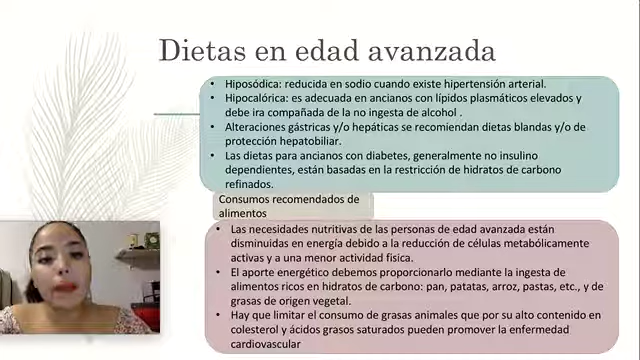 Dietas en edad avanzada
• Hiposódica: reducida en sodio cuando existe hipertensión arterial.
• Hipocalórica: es adecuada en ancianos con lípidos plasmáticos elevados y
debe ira compañada de la no ingesta de alcohol .
• Alteraciones gástricas y/o hepáticas se recomiendan dietas blandas y/o de
protección hepatobiliar.
• Las dietas para ancianos con diabetes, generalmente no insulino
dependientes, están basadas en la restricción de hidratos de carbono
refinados.
Consumos recomendados de
alimentos
• Las necesidades nutritivas de las personas de edad avanzada están
disminuidas en energía debido a la reducción de células metabólicamente
activas y a una menor actividad física.
• El aporte energético debemos proporcionarlo mediante la ingesta de
alimentos ricos en hidratos de carbono: pan, patatas, arroz, pastas, etc., y de
grasas de origen vegetal.
• Hay que limitar el consumo de grasas animales que por su alto contenido en
colesterol y ácidos grasos saturados pueden promover la enfermedad
cardiovascular